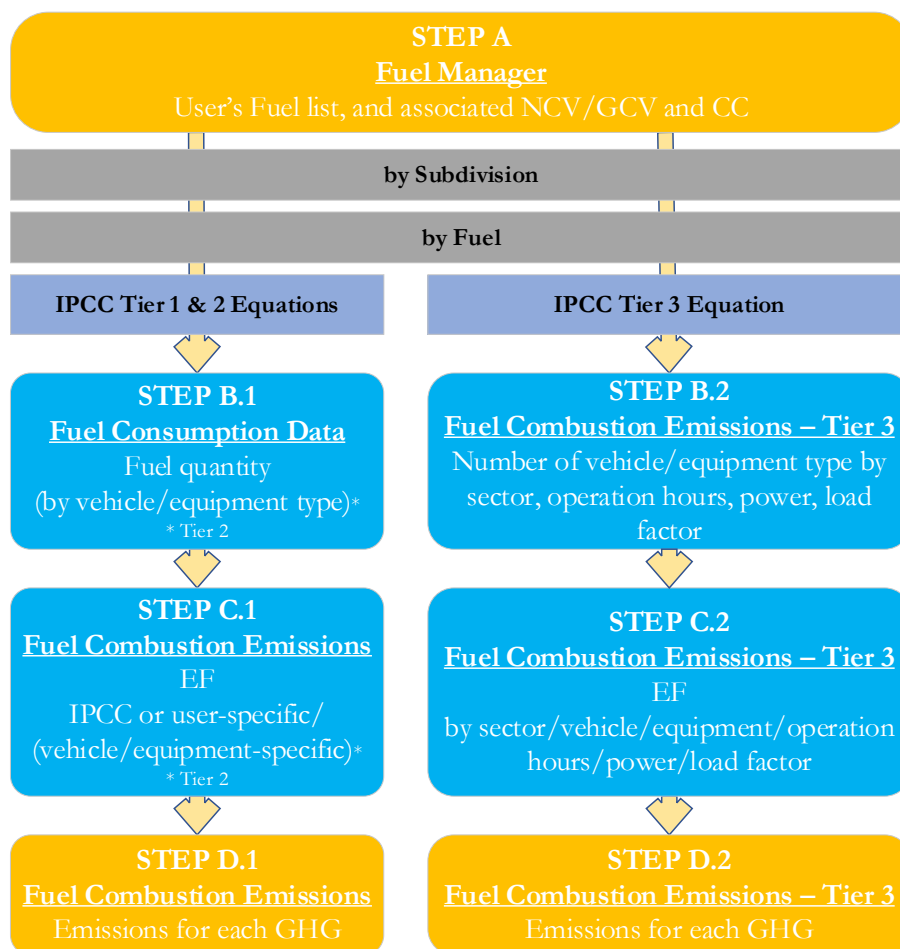 STEP A
Fuel Manager
User's Fuel list, and associated NCV/GCV and CC
by Subdivision
by Fuel
IPCC Tier 1 & 2 Equations
IPCC Tier 3 Equation
STEP B.1
Fuel Consumption Data
Fuel quantity
(by vehicle/equipment type)*
* Tier 2
STEP B.2
Fuel Combustion Emissions – Tier 3
Number of vehicle/equipment type by
sector, operation hours, power, load
factor
STEP C.1
Fuel Combustion Emissions
EF
IPCC or user-specific/
(vehicle/equipment-specific)*
* Tier 2
STEP C.2
Fuel Combustion Emissions – Tier 3
EF
by sector/vehicle/equipment/operation
hours/power/load factor
STEP D.1
Fuel Combustion Emissions
Emissions for each GHG
STEP D.2
Fuel Combustion Emissions – Tier 3
Emissions for each GHG